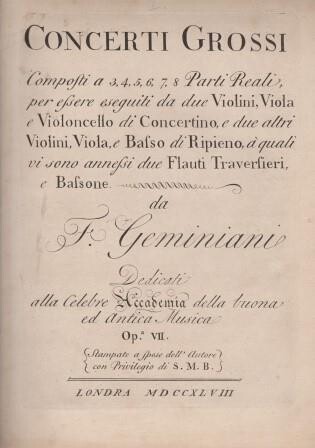 CONCERTI GROSSI
Composti a 3, 4, 5, 6, 7, 8 Parti Reali,
per essere eseguiti da due Violini, Viola
e Violoncello di Concertino, e due altri
Violini, Viola, e Basso di Ripieno, à quali
vi sono annessi due Flauti Traversieri,
e Bassone.
da
F. Geminiani
Dedicati
alla Celebre Accademia della buona
ed Antica Musica
Op.ª VII.
Stampate a spese dell' Autore
con Privilegio di S. M. B.
LONDRA MDCCXLVIII